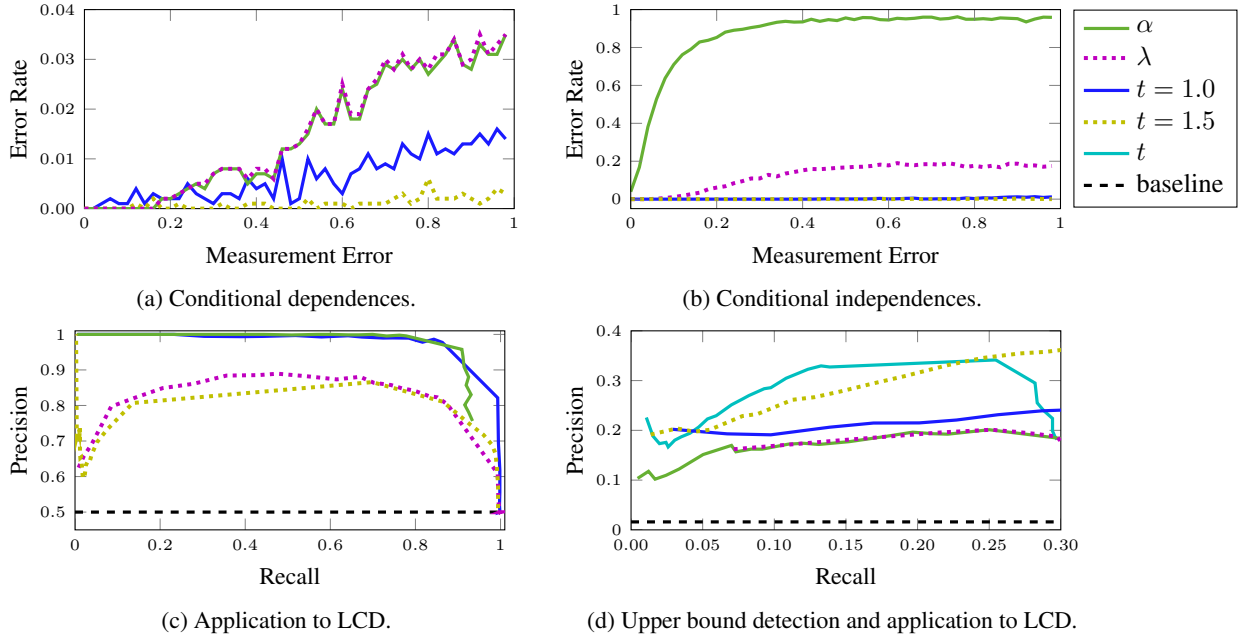 0.04
0.03
0.02
0.01
0.00
Error Rate
0.2
0.4
0.6
0.8
1
Measurement Error
(a) Conditional dependences.
1
0.8
0.6
0.4
0.2
0
Error Rate
0
0.2
0.4
0.6
0.8
1
Measurement Error
(b) Conditional independences.
α
λ
t = 1.0
t = 1.5
t
baseline
1
0.9
0.8
0.7
0.6
0.5
Precision
0
0.2
0.4
0.6
0.8
1
Recall
(c) Application to LCD.
0.4
0.3
0.2
0.1
0
Precision
0.00
0.05
0.10
0.15
0.20
0.25
0.30
Recall
(d) Upper bound detection and application to LCD.